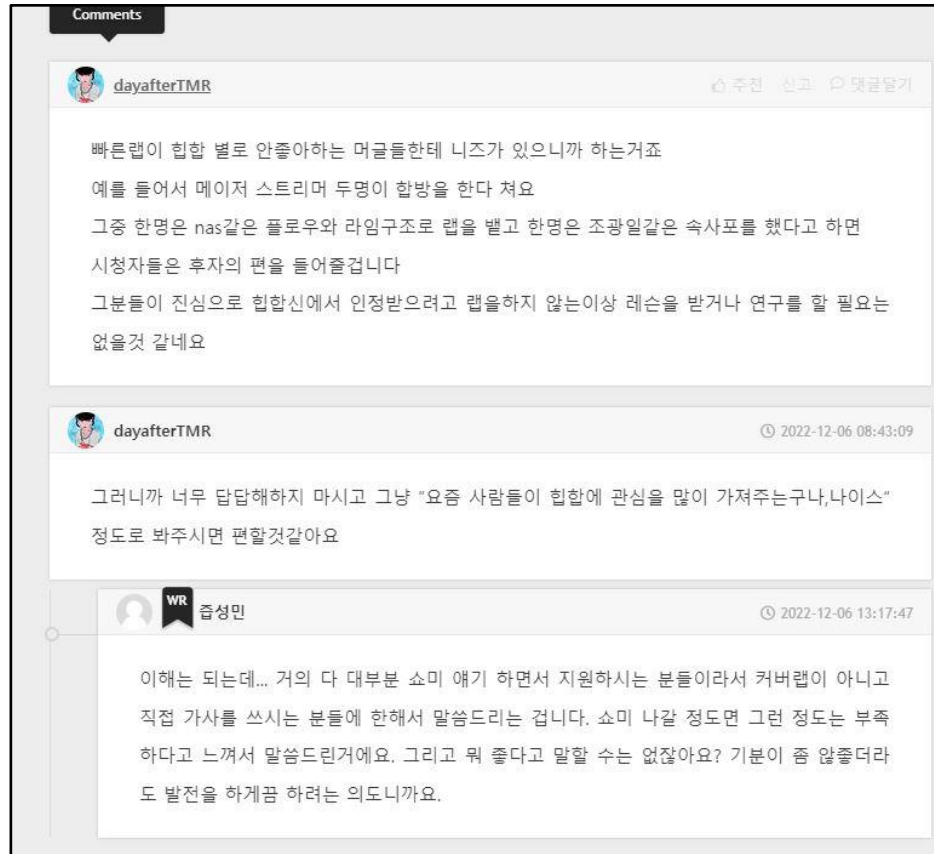 Comments
dayafterTMR
추천 신고 댓글달기
빠른랩이 힙합 별로 안좋아하는 머글들한테 니즈가 있으니까 하는거죠
예를 들어서 메이저 스트리머 두명이 합방을 한다 쳐요
그중 한명은 nas같은 플로우와 라임구조로 랩을 뱉고 한명은 조광일같은 속사포를 했다고 하면
시청자들은 후자의 편을 들어줄겁니다
그분들이 진심으로 힙합신에서 인정받으려고 랩을하지 않는이상 레슨을 받거나 연구를 할 필요는
없을것 같네요
dayafterTMR
2022-12-06 08:43:09
그러니까 너무 답답해하지 마시고 그냥 "요즘 사람들이 힙합에 관심을 많이 가져주는구나,나이스"
정도로 봐주시면 편할것같아요
WR
즙성민
2022-12-06 13:17:47
이해는 되는데... 거의 다 대부분 쇼미 얘기 하면서 지원하시는 분들이라서 커버랩이 아니고
직접 가사를 쓰시는 분들에 한해서 말씀드리는 겁니다. 쇼미 나갈 정도면 그런 정도는 부족
하다고 느껴서 말씀드린거에요. 그리고 뭐 좋다고 말할 수는 없잖아요? 기분이 좀 않좋더라
도 발전을 하게끔 하려는 의도니까요.